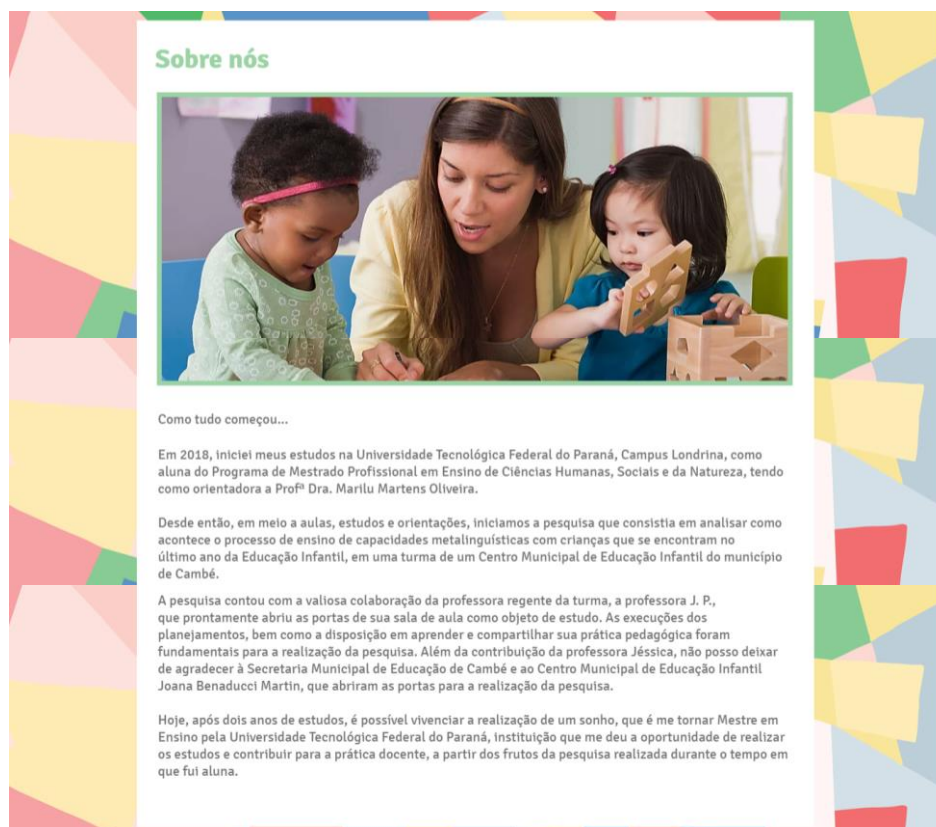 Sobre nós
Como tudo começou...
Em 2018, iniciei meus estudos na Universidade Tecnológica Federal do Paraná, Campus Londrina, como
aluna do Programa de Mestrado Profissional em Ensino de Ciências Humanas, Sociais e da Natureza, tendo
como orientadora a Profª Dra. Marilu Martens Oliveira.
Desde então, em meio a aulas, estudos e orientações, iniciamos a pesquisa que consistia em analisar como
acontece o processo de ensino de capacidades metalinguísticas com crianças que se encontram no
último ano da Educação Infantil, em uma turma de um Centro Municipal de Educação Infantil do município
de Cambé.
A pesquisa contou com a valiosa colaboração da professora regente da turma, a professora J. P.,
que prontamente abriu as portas de sua sala de aula como objeto de estudo. As execuções dos
planejamentos, bem como a disposição em aprender e compartilhar sua prática pedagógica foram
fundamentais para a realização da pesquisa. Além da contribuição da professora Jéssica, não posso deixar
de agradecer à Secretaria Municipal de Educação de Cambé e ao Centro Municipal de Educação Infantil
Joana Benaducci Martin, que abriram as portas para a realização da pesquisa.
Hoje, após dois anos de estudos, é possível vivenciar a realização de um sonho, que é me tornar Mestre em
Ensino pela Universidade Tecnológica Federal do Paraná, instituição que me deu a oportunidade de realizar
os estudos e contribuir para a prática docente, a partir dos frutos da pesquisa realizada durante o tempo em
que fui aluna.